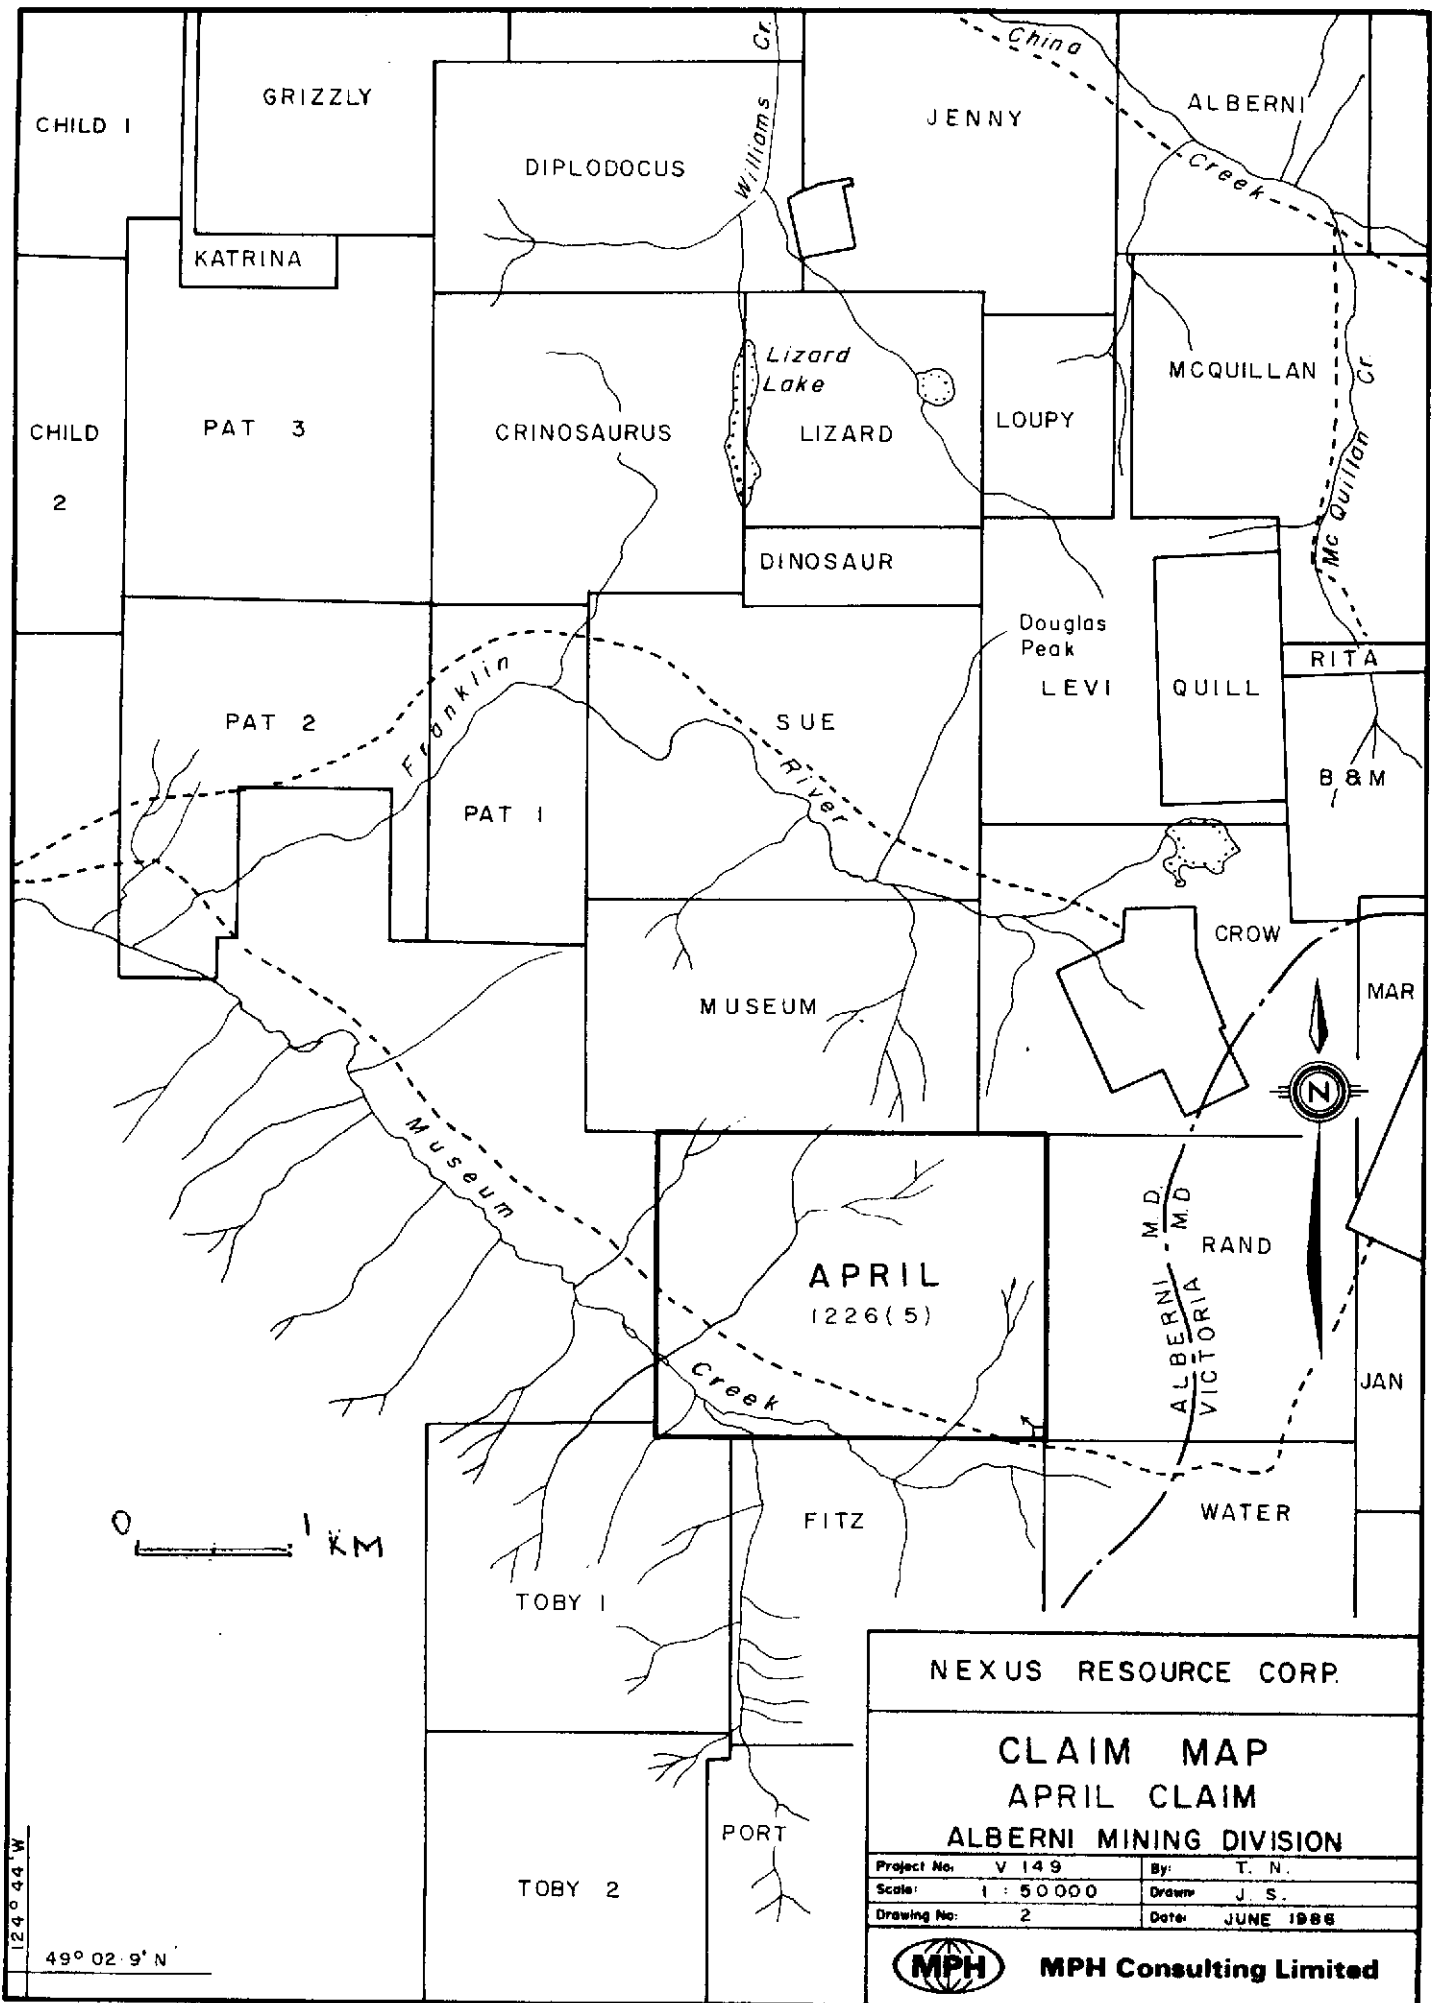 Cr.
China
GRIZZLY
ALBERNI
CHILD 1
JENNY
Williams
DIPLODOCUS
Creek
KATRINA
Lizard
Lake
MCQUILLAN
Cr.
CHILD
2
PAT 3
CRINOSAURUS
LIZARD
LOUPY
Mc Quillan
DINOSAUR
Douglas
Peak
RITA
LEVI
QUILL
Franklin
PAT 2
SUE
River
B & M
PAT 1
CROW
MAR
MUSEUM
N
Museum
M.D.
M.D
RAND
APRIL
1226(5)
ALBERNI
VICTORIA
Creek
JAN
FITZ
WATER
0 1 KM
TOBY 1
NEXUS RESOURCE CORP.
CLAIM MAP
APRIL CLAIM
ALBERNI MINING DIVISION
PORT
Project No: V 149 By: T. N.
Scale: 1 : 50000 Drawn J. S.
Drawing No: 2 Date: JUNE 1986
TOBY 2
124° 44' W
49° 02.9' N
MPH MPH Consulting Limited